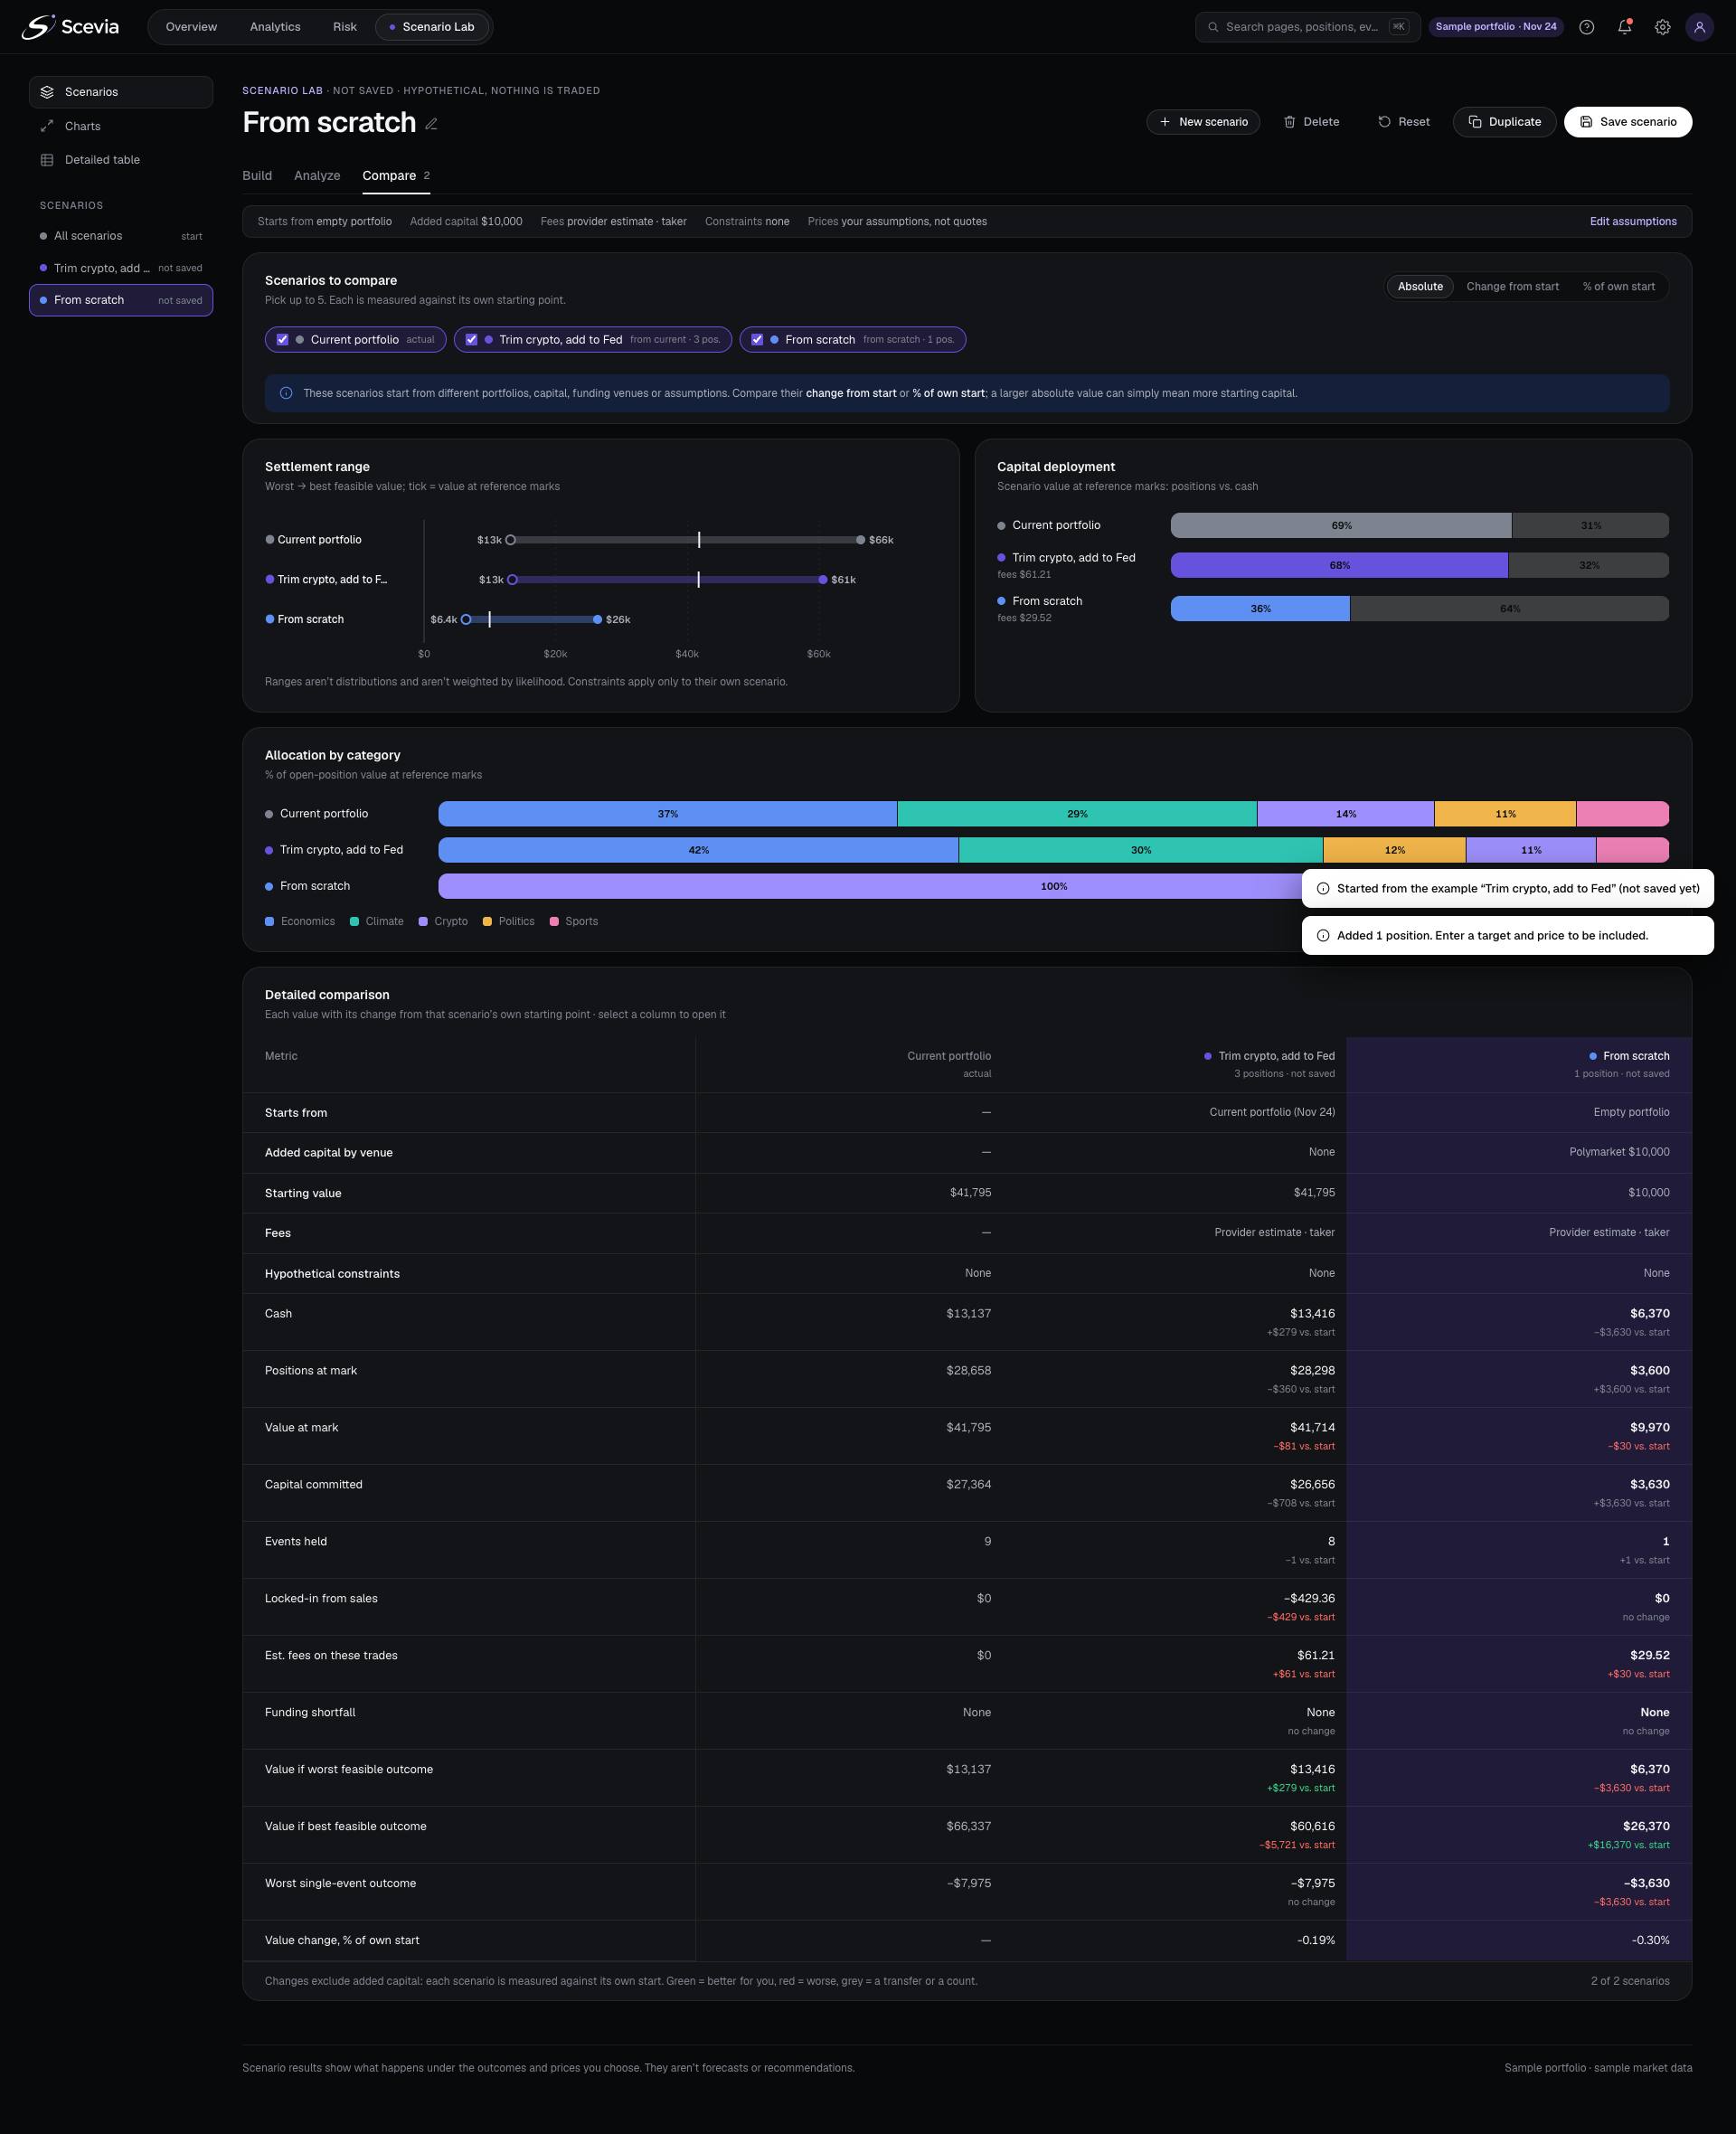 Scevia
Overview
Analytics
Risk
Scenario Lab
Search pages, positions, ev...
⌘K
Sample portfolio · Nov 24
Scenarios
Charts
Detailed table
SCENARIOS
All scenarios start
Trim crypto, add ... not saved
From scratch not saved
SCENARIO LAB · NOT SAVED · HYPOTHETICAL, NOTHING IS TRADED
From scratch
New scenario
Delete
Reset
Duplicate
Save scenario
Build
Analyze
Compare 2
Starts from empty portfolio Added capital $10,000 Fees provider estimate · taker Constraints none Prices your assumptions, not quotes
Edit assumptions
Scenarios to compare
Pick up to 5. Each is measured against its own starting point.
Absolute
Change from start
% of own start
Current portfolio actual
Trim crypto, add to Fed from current · 3 pos.
From scratch from scratch · 1 pos.
These scenarios start from different portfolios, capital, funding venues or assumptions. Compare their change from start or % of own start; a larger absolute value can simply mean more starting capital.
Settlement range
Worst → best feasible value; tick = value at reference marks
Current portfolio $13k $66k
Trim crypto, add to F... $13k $61k
From scratch $6.4k $26k
$0 $20k $40k $60k
Ranges aren't distributions and aren't weighted by likelihood. Constraints apply only to their own scenario.
Capital deployment
Scenario value at reference marks: positions vs. cash
Current portfolio 69% 31%
Trim crypto, add to Fed 68% 32%
fees $61.21
From scratch 36% 64%
fees $29.52
Allocation by category
% of open-position value at reference marks
Current portfolio 37% 29% 14% 11%
Trim crypto, add to Fed 42% 30% 12% 11%
From scratch 100%
Economics Climate Crypto Politics Sports
Started from the example “Trim crypto, add to Fed” (not saved yet)
Added 1 position. Enter a target and price to be included.
Detailed comparison
Each value with its change from that scenario's own starting point · select a column to open it
Metric Current portfolio Trim crypto, add to Fed From scratch
actual 3 positions · not saved 1 position · not saved
Starts from — Current portfolio (Nov 24) Empty portfolio
Added capital by venue — None Polymarket $10,000
Starting value $41,795 $41,795 $10,000
Fees — Provider estimate · taker Provider estimate · taker
Hypothetical constraints None None None
Cash $13,137 $13,416 $6,370
+$279 vs. start −$3,630 vs. start
Positions at mark $28,658 $28,298 $3,600
−$360 vs. start +$3,600 vs. start
Value at mark $41,795 $41,714 $9,970
−$81 vs. start −$30 vs. start
Capital committed $27,364 $26,656 $3,630
−$708 vs. start +$3,630 vs. start
Events held 9 8 1
−1 vs. start +1 vs. start
Locked-in from sales $0 −$429.36 $0
−$429 vs. start no change
Est. fees on these trades $0 $61.21 $29.52
+$61 vs. start +$30 vs. start
Funding shortfall None None None
no change no change
Value if worst feasible outcome $13,137 $13,416 $6,370
+$279 vs. start −$3,630 vs. start
Value if best feasible outcome $66,337 $60,616 $26,370
−$5,721 vs. start +$16,370 vs. start
Worst single-event outcome −$7,975 −$7,975 −$3,630
no change −$3,630 vs. start
Value change, % of own start — -0.19% -0.30%
Changes exclude added capital: each scenario is measured against its own start. Green = better for you, red = worse, grey = a transfer or a count.
2 of 2 scenarios
Scenario results show what happens under the outcomes and prices you choose. They aren't forecasts or recommendations.
Sample portfolio · sample market data